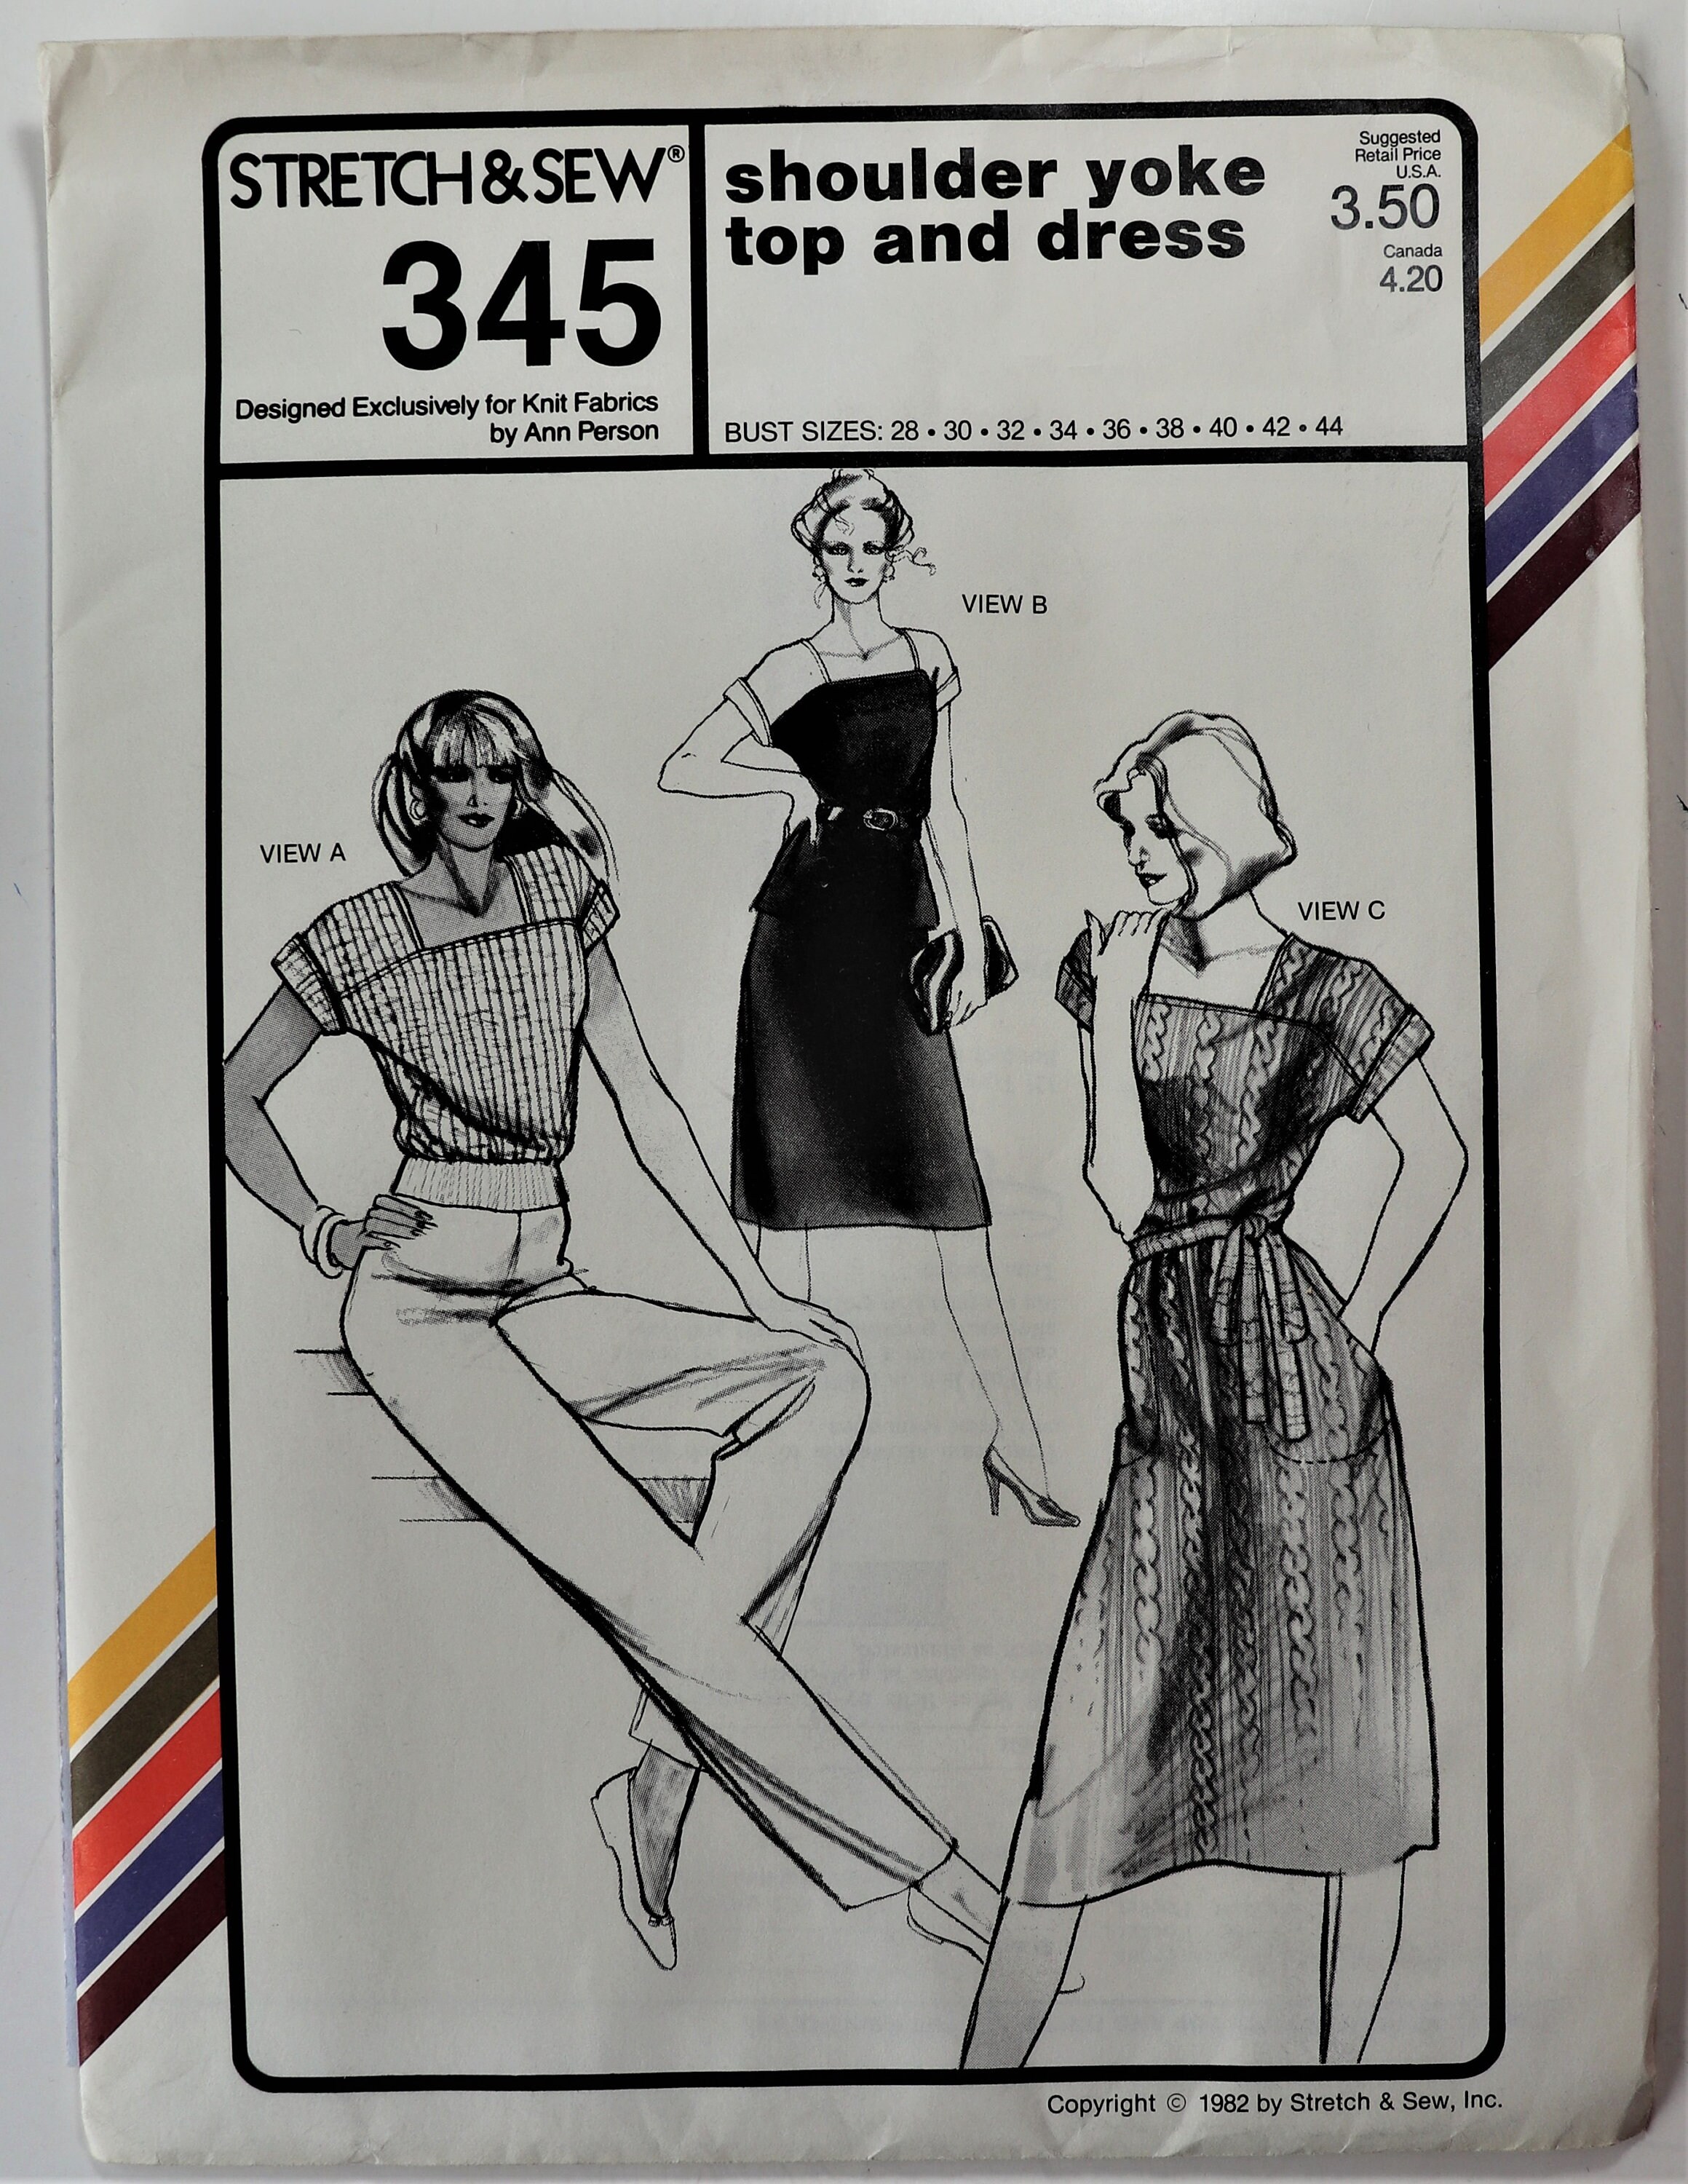 STRETCH & SEW®
345
Designed Exclusively for Knit Fabrics
by Ann Person
shoulder yoke
top and dress
Suggested
Retail Price
U.S.A.
3.50
Canada
4.20
BUST SIZES: 28 • 30 • 32 • 34 • 36 • 38 • 40 • 42 • 44
VIEW B
VIEW A
VIEW C
Copyright © 1982 by Stretch & Sew, Inc.